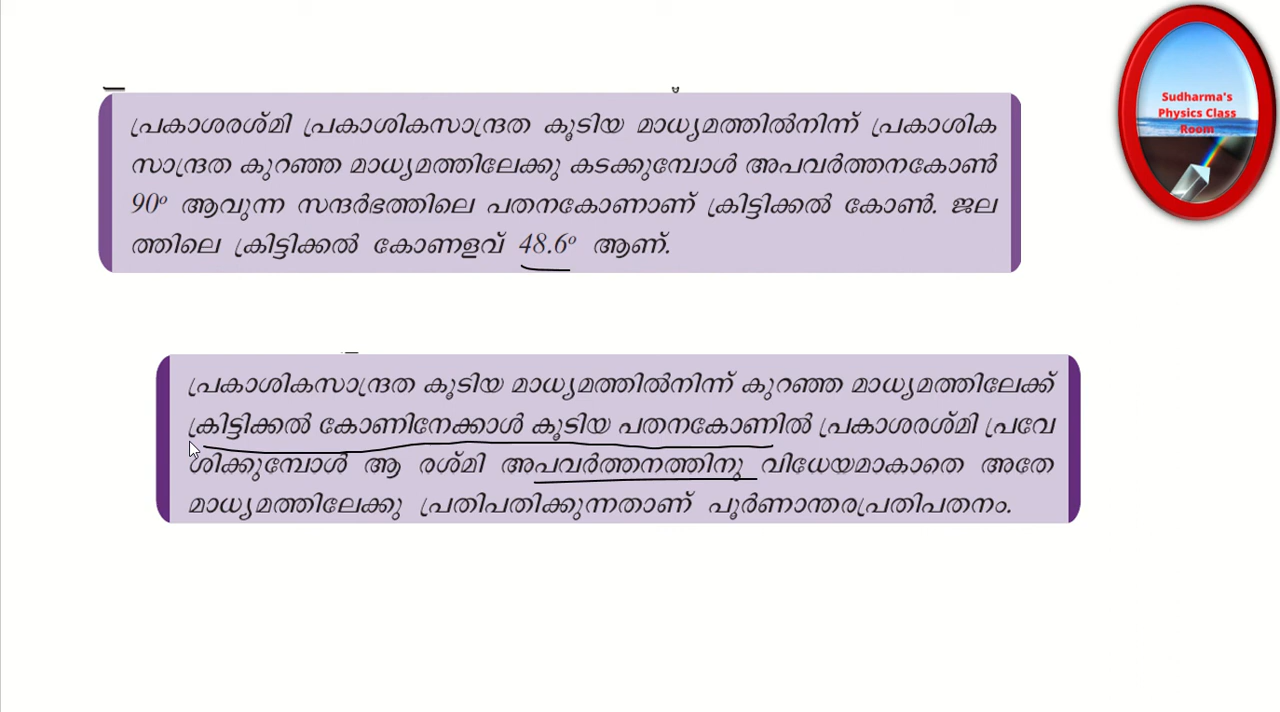 പ്രകാശരശ്മി പ്രകാശികസാന്ദ്രത കൂടിയ മാധ്യമത്തിൽനിന്ന് പ്രകാശിക
സാന്ദ്രത കുറഞ്ഞ മാധ്യമത്തിലേക്കു കടക്കുമ്പോൾ അപവർത്തനകോൺ
90° ആവുന്ന സന്ദർഭത്തിലെ പതനകോണാണ് ക്രിട്ടിക്കൽ കോൺ. ജല
ത്തിലെ ക്രിട്ടിക്കൽ കോണളവ് 48.6° ആണ്.
പ്രകാശികസാന്ദ്രത കൂടിയ മാധ്യമത്തിൽനിന്ന് കുറഞ്ഞ മാധ്യമത്തിലേക്ക്
ക്രിട്ടിക്കൽ കോണിനേക്കാൾ കൂടിയ പതനകോണിൽ പ്രകാശരശ്മി പ്രവേ
ശിക്കുമ്പോൾ ആ രശ്മി അപവർത്തനത്തിനു വിധേയമാകാതെ അതേ
മാധ്യമത്തിലേക്കു പ്രതിപതിക്കുന്നതാണ് പൂർണാന്തരപ്രതിപതനം.
Sudharma's
Physics Class
Room